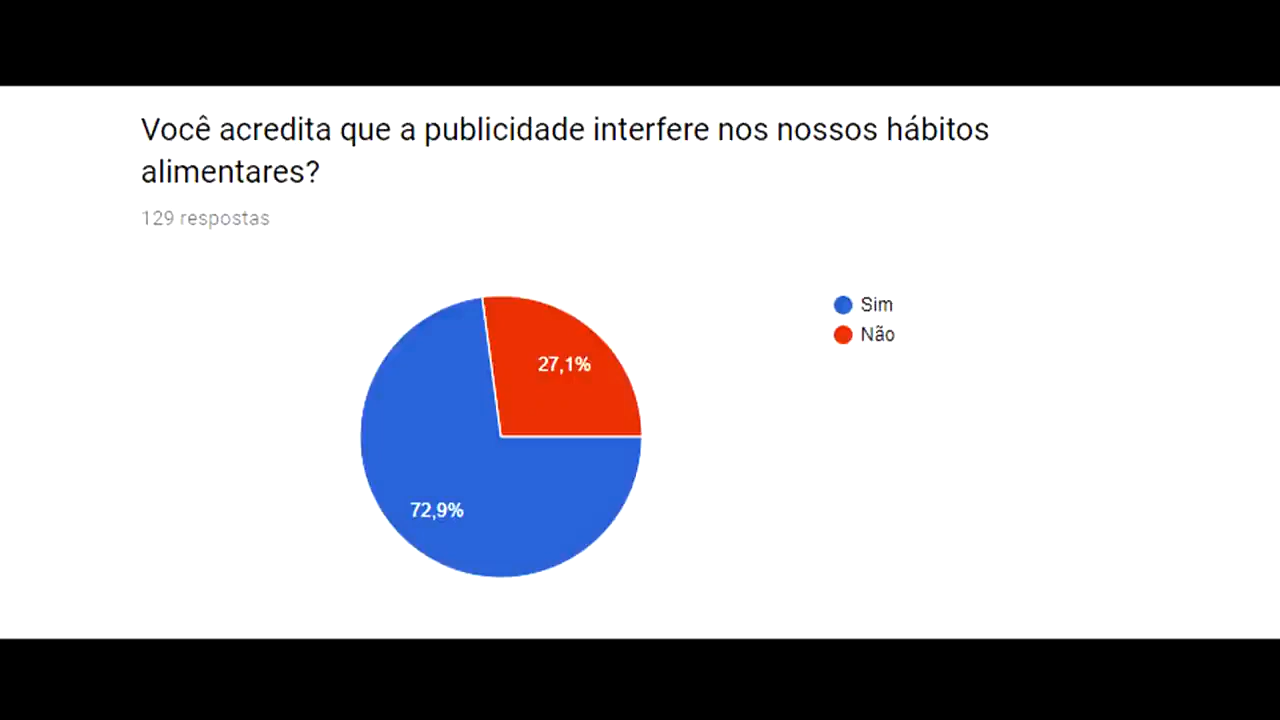 Você acredita que a publicidade interfere nos nossos hábitos
alimentares?
129 respostas
Sim
Não
27,1%
72,9%